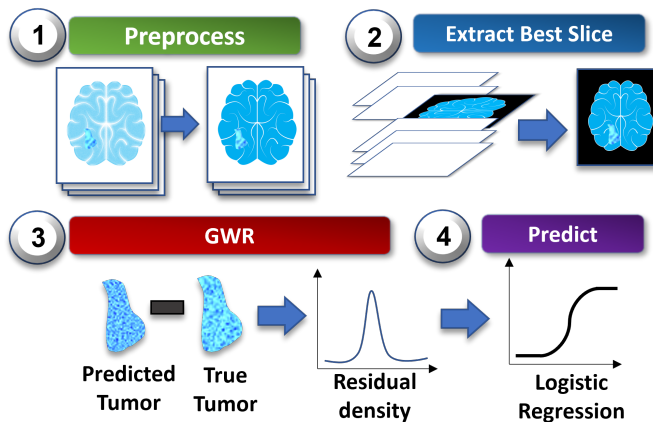 1 Preprocess
2 Extract Best Slice
3 GWR
4 Predict
Predicted
Tumor
True
Tumor
Residual
density
Logistic
Regression